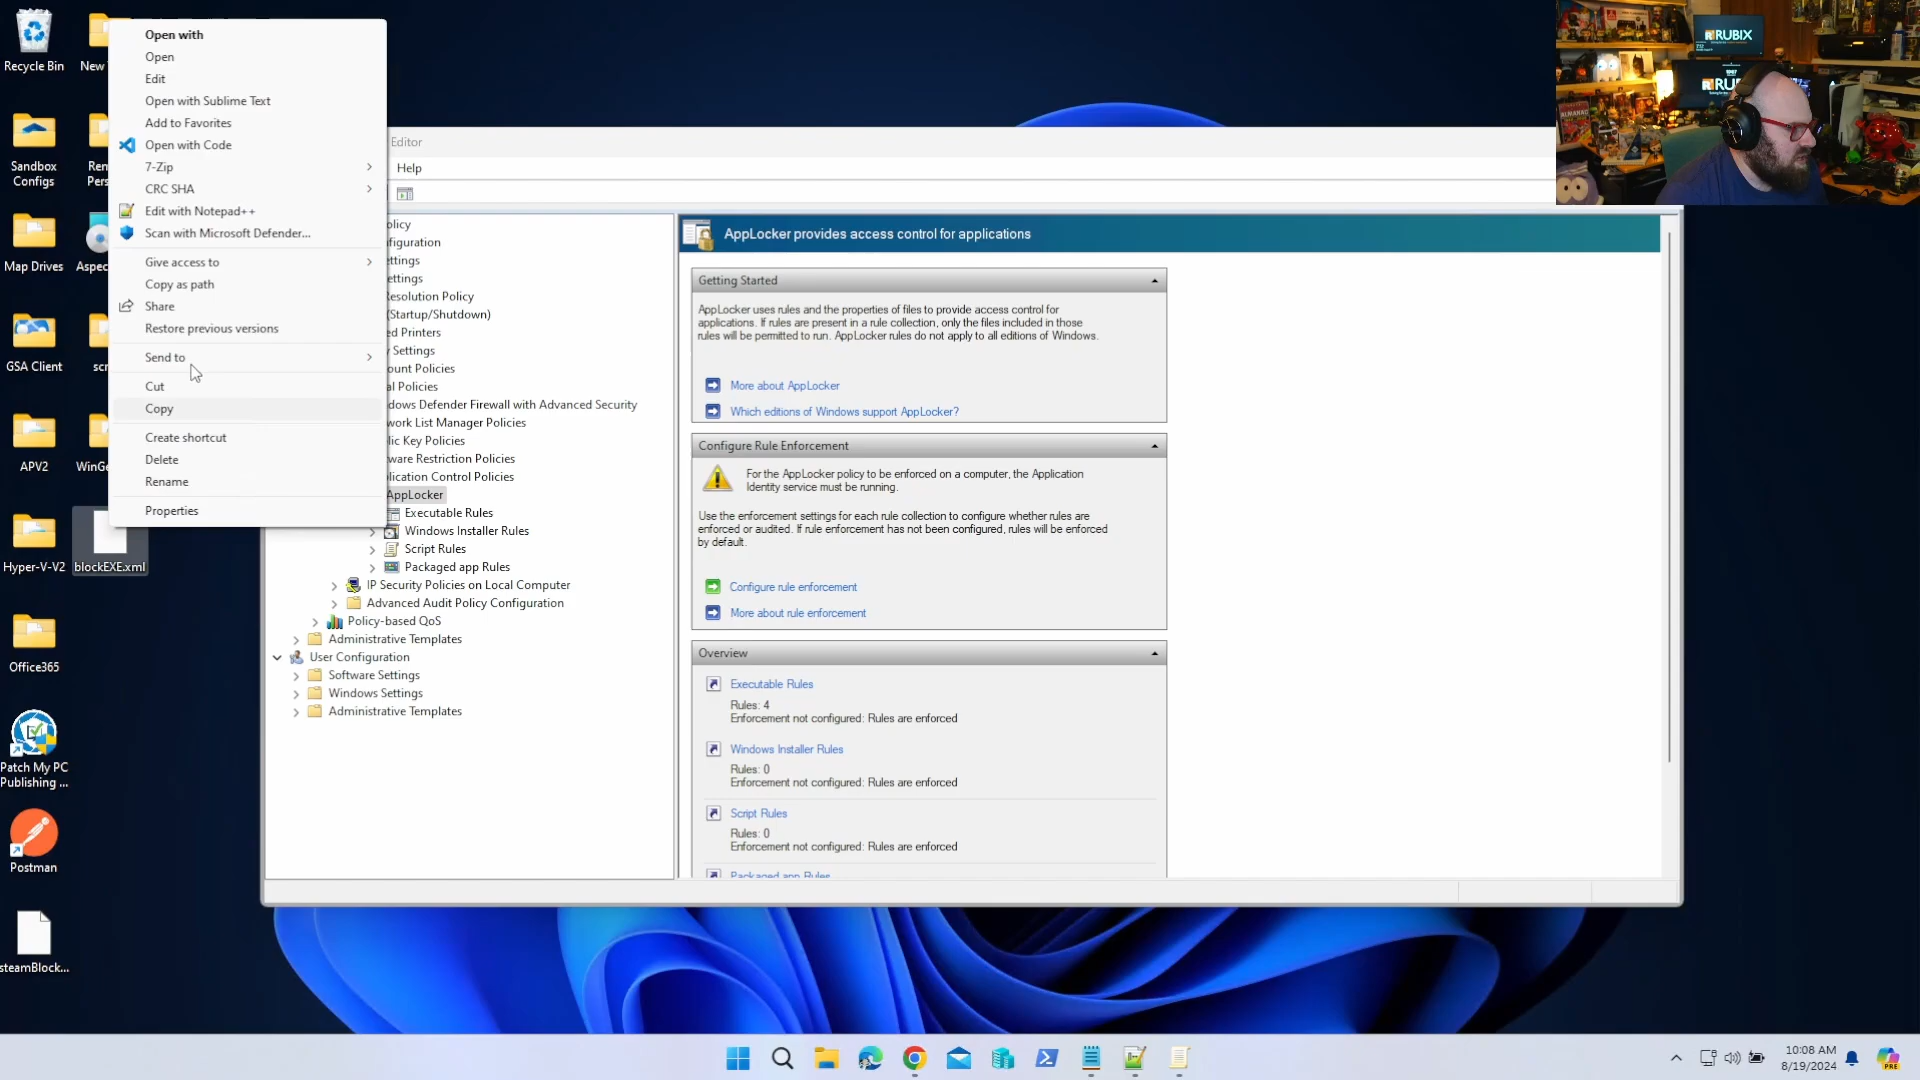 Recycle Bin
New
Sandbox
Configs
Map Drives
Aspec
GSA Client
scr
APV2
WinGe
Hyper-V-V2
blockEXE.xml
Office365
Patch My PC
Publishing ...
Postman
steamBlock...
Open with
Open
Edit
Open with Sublime Text
Add to Favorites
Open with Code
7-Zip
CRC SHA
Edit with Notepad++
Scan with Microsoft Defender...
Give access to
Copy as path
Share
Restore previous versions
Send to
Cut
Copy
Create shortcut
Delete
Rename
Properties
Editor
Help
olicy
figuration
ettings
ettings
Resolution Policy
(Startup/Shutdown)
ed Printers
y Settings
ount Policies
al Policies
dows Defender Firewall with Advanced Security
work List Manager Policies
lic Key Policies
ware Restriction Policies
lication Control Policies
AppLocker
Executable Rules
Windows Installer Rules
Script Rules
Packaged app Rules
IP Security Policies on Local Computer
Advanced Audit Policy Configuration
Policy-based QoS
Administrative Templates
User Configuration
Software Settings
Windows Settings
Administrative Templates
AppLocker provides access control for applications
Getting Started
AppLocker uses rules and the properties of files to provide access control for
applications. If rules are present in a rule collection, only the files included in those
rules will be permitted to run. AppLocker rules do not apply to all editions of Windows.
More about AppLocker
Which editions of Windows support AppLocker?
Configure Rule Enforcement
For the AppLocker policy to be enforced on a computer, the Application
Identity service must be running.
Use the enforcement settings for each rule collection to configure whether rules are
enforced or audited. If rule enforcement has not been configured, rules will be enforced
by default.
Configure rule enforcement
More about rule enforcement
Overview
Executable Rules
Rules: 4
Enforcement not configured: Rules are enforced
Windows Installer Rules
Rules: 0
Enforcement not configured: Rules are enforced
Script Rules
Rules: 0
Enforcement not configured: Rules are enforced
Packaged app Rules
RUBIX
RU
10:08 AM
8/19/2024
PRE